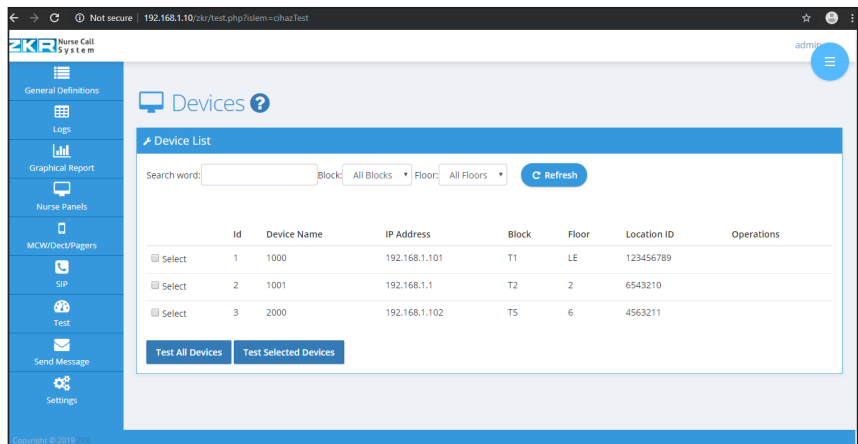 Not secure | 192.168.1.10/zkr/test.php?islem=cihazTest
ZKR Nurse Call
System
admin
General Definitions
Logs
Graphical Report
Nurse Panels
MCW/Dect/Pagers
SIP
Test
Send Message
Settings
Devices ?
Device List
Search word: Block: All Blocks Floor: All Floors Refresh
Id Device Name IP Address Block Floor Location ID Operations
Select 1 1000 192.168.1.101 T1 LE 123456789
Select 2 1001 192.168.1.1 T2 2 6543210
Select 3 2000 192.168.1.102 T5 6 4563211
Test All Devices Test Selected Devices
Copyright © 2019